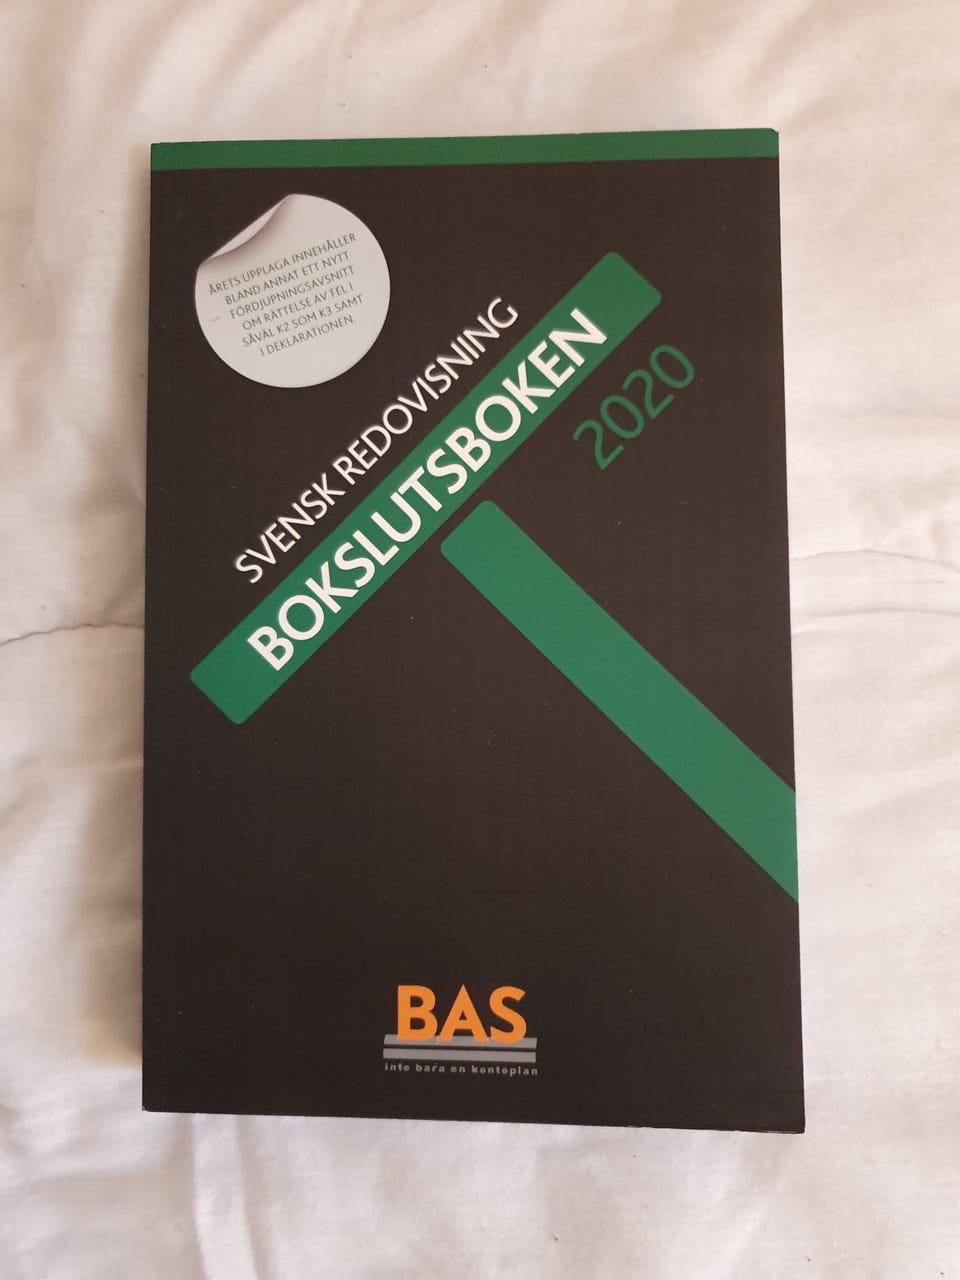 ÅRETS UPPLAGA INNEHÅLLER
BLAND ANNAT ETT NYTT
FÖRDJUPNINGSAVSNITT
OM RÄTTELSE AV FEL I
SÅVÄL K2 SOM K3 SAMT
I DEKLARATIONEN.
SVENSK REDOVISNING
BOKSLUTSBOKEN
2020
BAS
inte bara en kontoplan